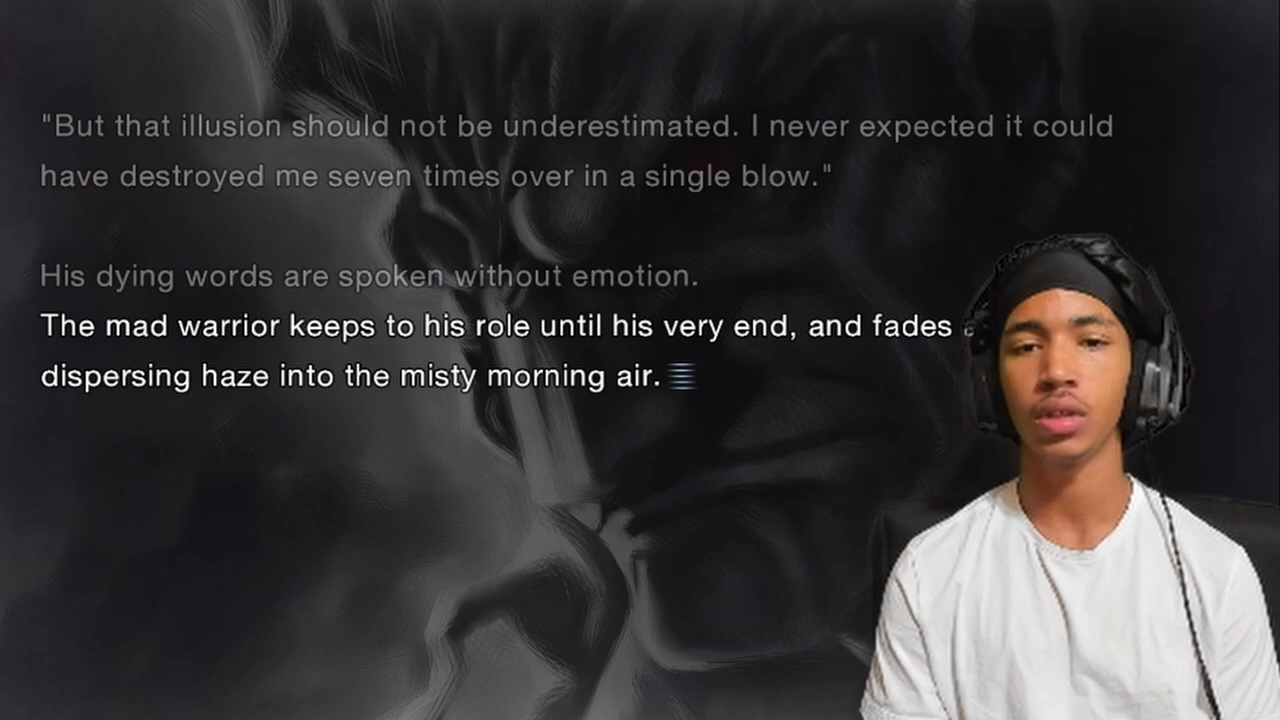 "But that illusion should not be underestimated. I never expected it could
have destroyed me seven times over in a single blow."
His dying words are spoken without emotion.
The mad warrior keeps to his role until his very end, and fades
dispersing haze into the misty morning air.